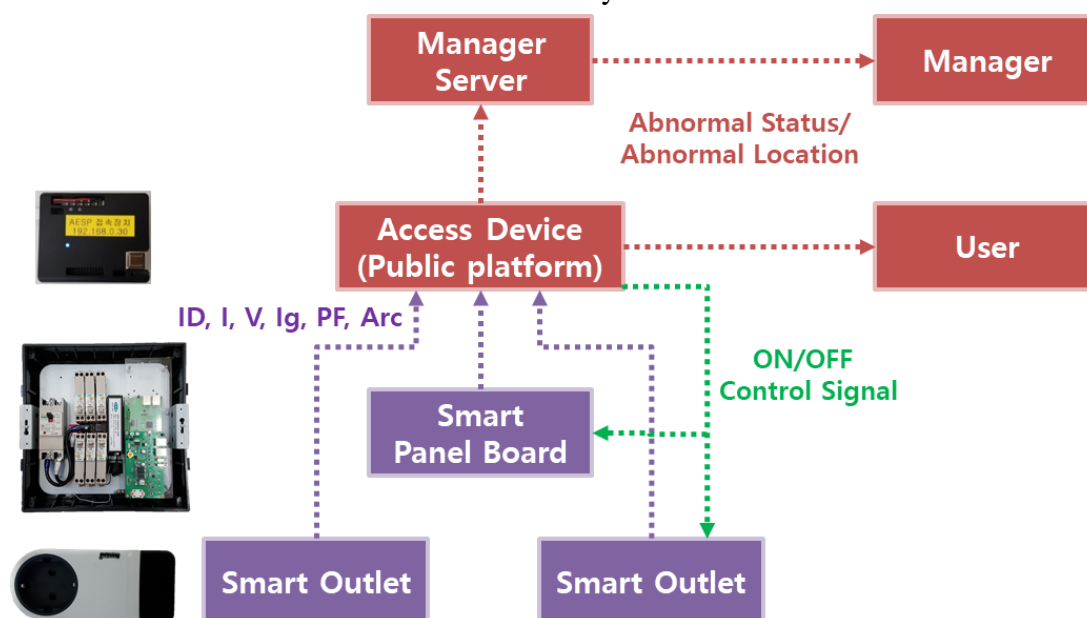 Manager
Server
Manager
Abnormal Status/
Abnormal Location
AESP 접속장치
192.168.0.30
Access Device
(Public platform)
User
ID, I, V, Ig, PF, Arc
ON/OFF
Control Signal
Smart
Panel Board
Smart Outlet
Smart Outlet